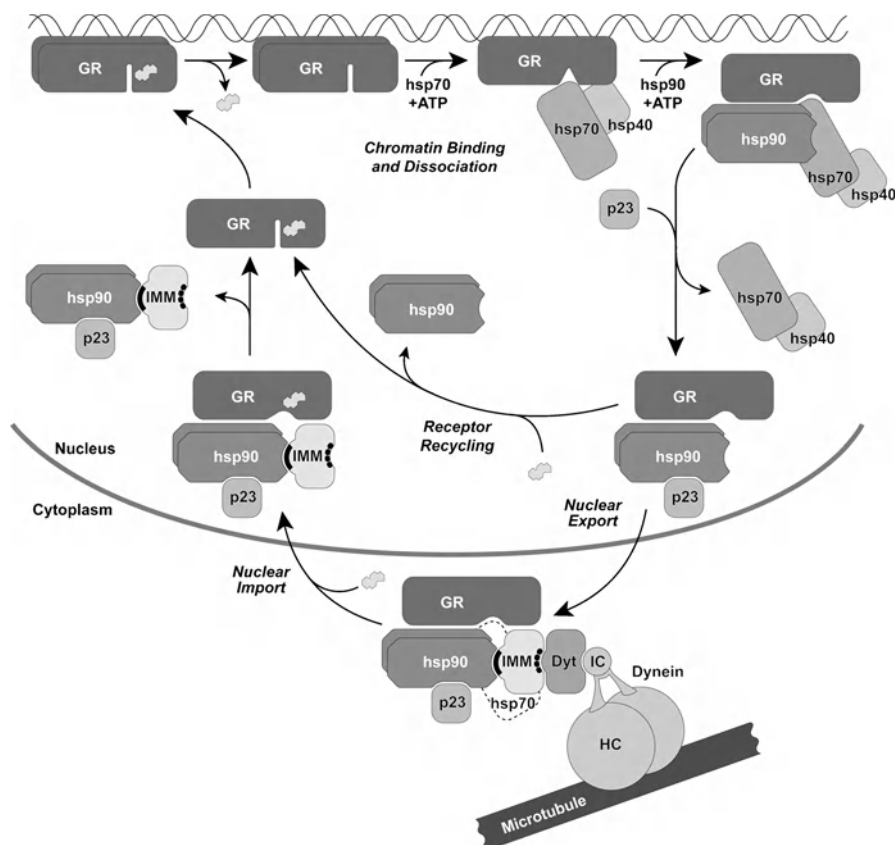 GR
GR
hsp70
+ATP
GR
hsp70
hsp40
hsp90
+ATP
GR
hsp90
hsp70
hsp40
Chromatin Binding
and Dissociation
p23
GR
hsp90
IMM
p23
hsp90
hsp70
hsp40
GR
hsp90
IMM
p23
Receptor
Recycling
GR
hsp90
p23
Nucleus
Cytoplasm
Nuclear
Export
Nuclear
Import
GR
hsp90
IMM
Dyt
IC
Dynein
p23
hsp70
HC
Microtubule